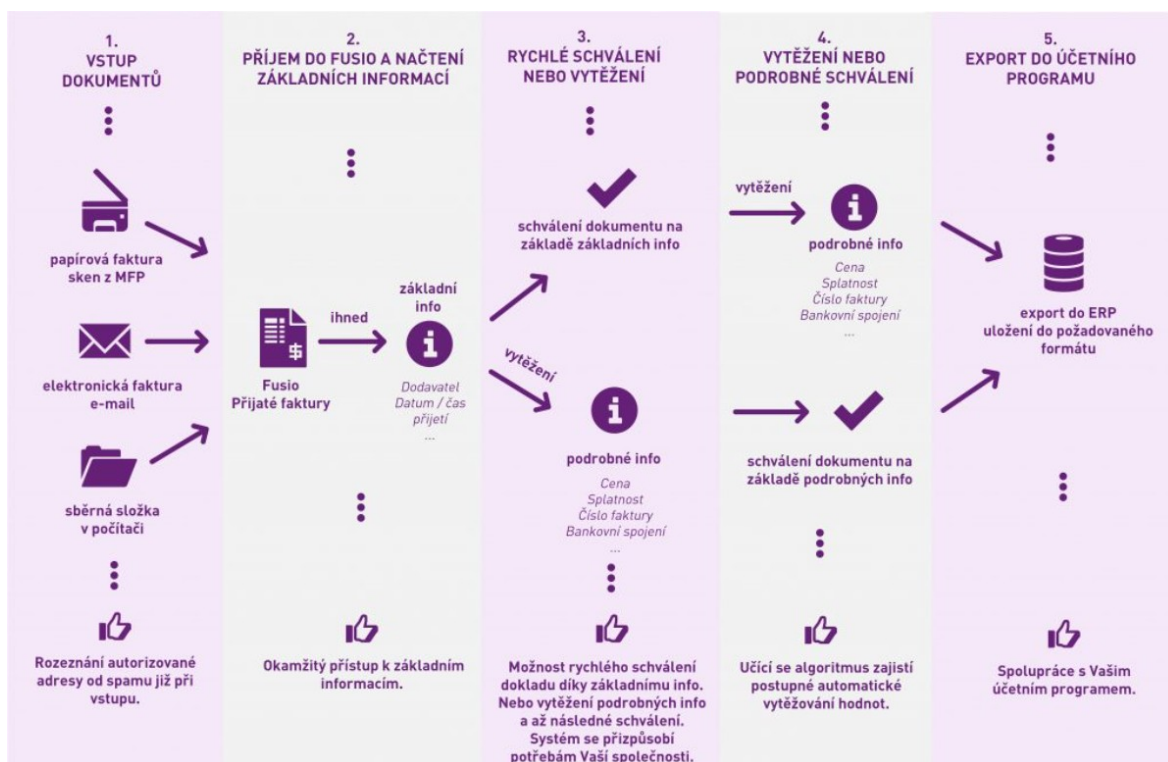 1.
VSTUP
DOKUMENTŮ
papírová faktura
sken z MFP
elektronická faktura
e-mail
sběrná složka
v počítači
Rozeznání autorizované
adresy od spamu již při
vstupu.
2.
PŘÍJEM DO FUSIO A NAČTENÍ
ZÁKLADNÍCH INFORMACÍ
Fusio
Přijaté faktury
ihned
základní
info
Dodavatel
Datum / čas
přijetí
...
Okamžitý přístup k základním
informacím.
3.
RYCHLÉ SCHVÁLENÍ
NEBO VYTĚŽENÍ
schválení dokumentu na
základě základních info
vytěžení
podrobné info
Cena
Splatnost
Číslo faktury
Bankovní spojení
...
Možnost rychlého schválení
dokladu díky základnímu info.
Nebo vytěžení podrobných info
a až následné schválení.
Systém se přizpůsobí
potřebám Vaší společnosti.
4.
VYTĚŽENÍ NEBO
PODROBNÉ SCHVÁLENÍ
vytěžení
podrobné info
Cena
Splatnost
Číslo faktury
Bankovní spojení
...
schválení dokumentu na
základě podrobných info
Učící se algoritmus zajistí
postupné automatické
vytěžování hodnot.
5.
EXPORT DO ÚČETNÍHO
PROGRAMU
export do ERP
uložení do požadovaného
formátu
Spolupráce s Vašim
účetním programem.